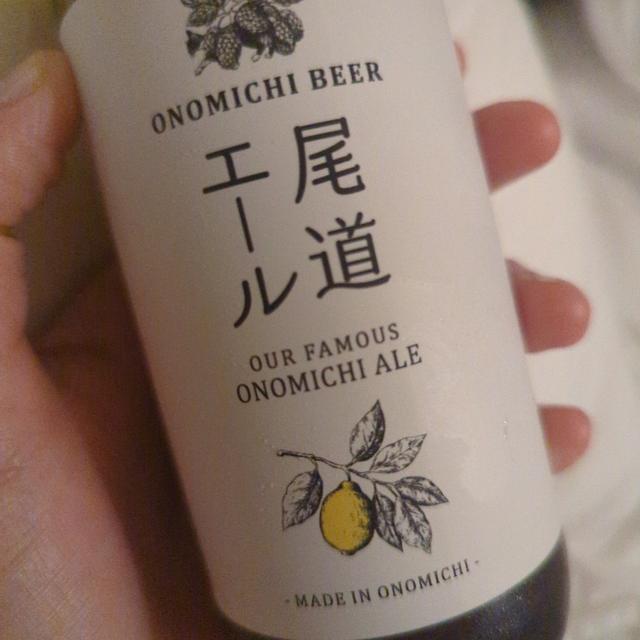 ONOMICHI BEER
尾道
エール
OUR FAMOUS
ONOMICHI ALE
- MADE IN ONOMICHI -